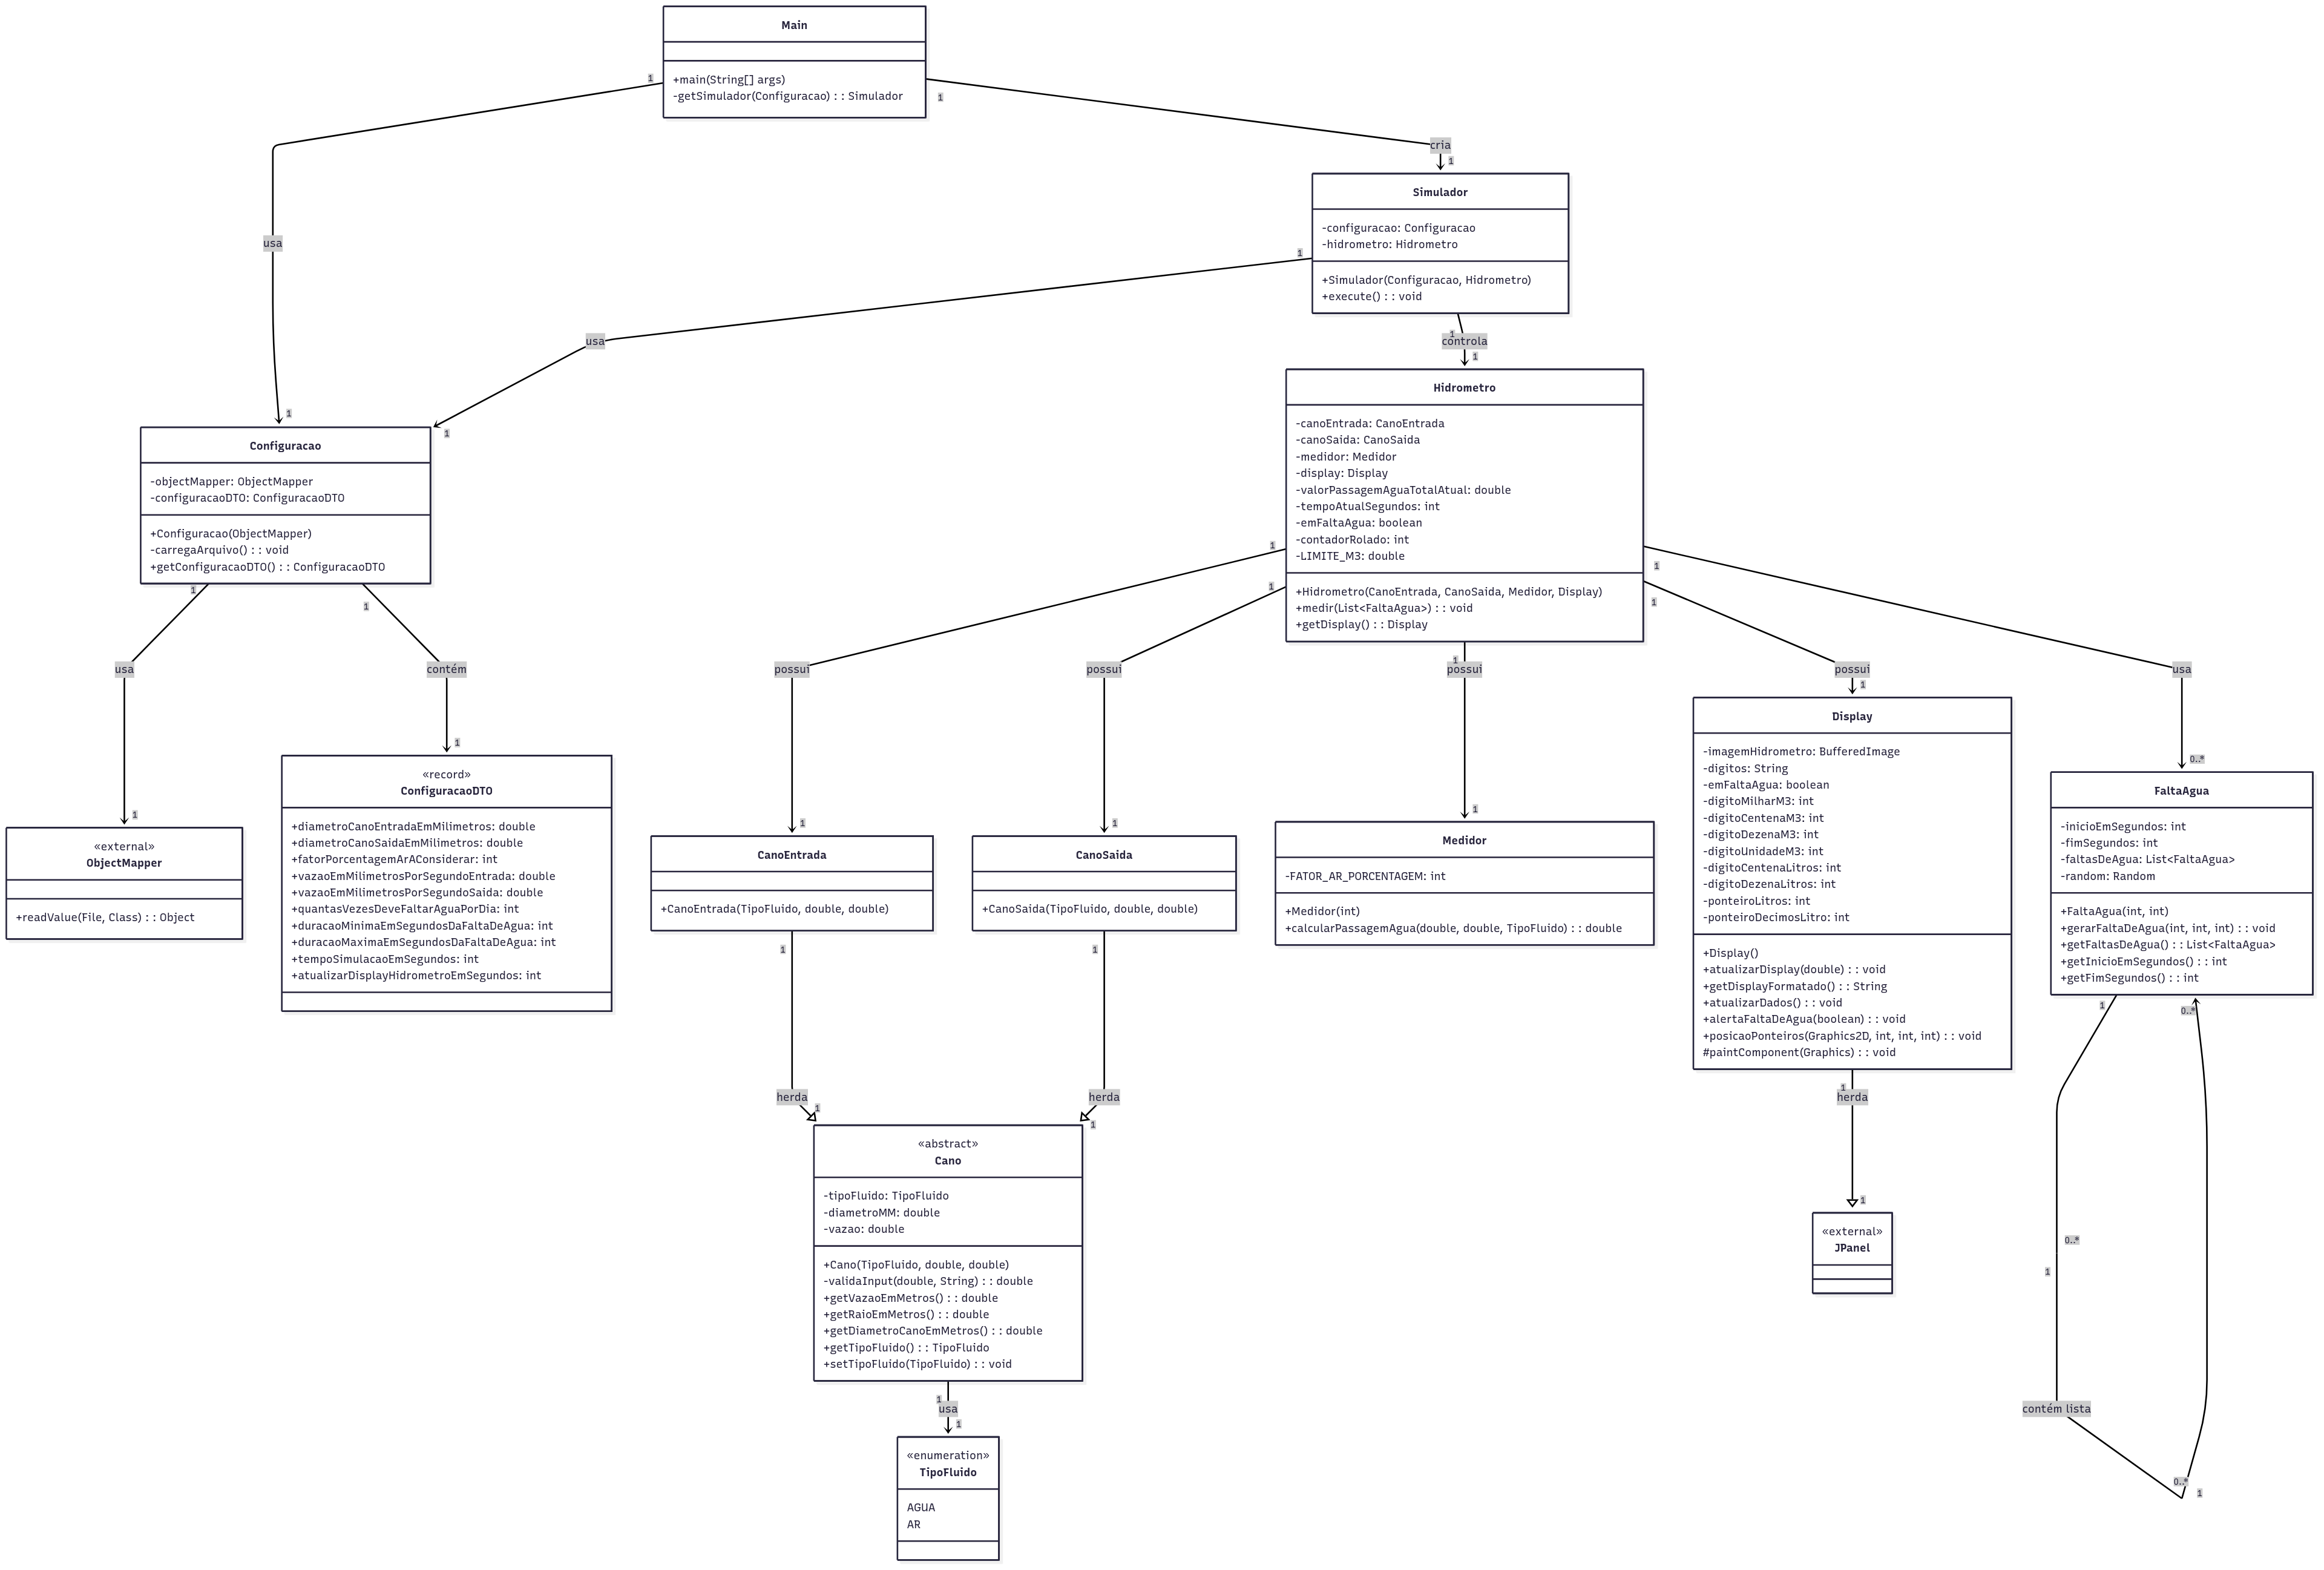 Main
+main(String[] args)
-getSimulador(Configuracao) : : Simulador
1
1
cria
1
usa
1
Simulador
-configuracao: Configuracao
-hidrometro: Hidrometro
+Simulador(Configuracao, Hidrometro)
+execute() : : void
1
usa
1
1
controla
1
Hidrometro
-canoEntrada: CanoEntrada
-canoSaida: CanoSaida
-medidor: Medidor
-display: Display
-valorPassagemAguaTotalAtual: double
-tempoAtualSegundos: int
-emFaltaAgua: boolean
-contadorRolado: int
-LIMITE_M3: double
+Hidrometro(CanoEntrada, CanoSaida, Medidor, Display)
+medir(List<FaltaAgua>) : : void
+getDisplay() : : Display
Configuracao
-objectMapper: ObjectMapper
-configuracaoDTO: ConfiguracaoDTO
+Configuracao(ObjectMapper)
-carregaArquivo() : : void
+getConfiguracaoDTO() : : ConfiguracaoDTO
1
usa
1
1
contém
1
1
possui
1
1
possui
1
1
possui
1
1
possui
1
1
usa
0..*
«external»
ObjectMapper
+readValue(File, Class) : : Object
«record»
ConfiguracaoDTO
+diametroCanoEntradaEmMilimetros: double
+diametroCanoSaidaEmMilimetros: double
+fatorPorcentagemArAConsiderar: int
+vazaoEmMilimetrosPorSegundoEntrada: double
+vazaoEmMilimetrosPorSegundoSaida: double
+quantasVezesDeveFaltarAguaPorDia: int
+duracaoMinimaEmSegundosDaFaltaDeAgua: int
+duracaoMaximaEmSegundosDaFaltaDeAgua: int
+tempoSimulacaoEmSegundos: int
+atualizarDisplayHidrometroEmSegundos: int
CanoEntrada
+CanoEntrada(TipoFluido, double, double)
CanoSaida
+CanoSaida(TipoFluido, double, double)
Medidor
-FATOR_AR_PORCENTAGEM: int
+Medidor(int)
+calcularPassagemAgua(double, double, TipoFluido) : : double
Display
-imagemHidrometro: BufferedImage
-digitos: String
-emFaltaAgua: boolean
-digitoMilharM3: int
-digitoCentenaM3: int
-digitoDezenaM3: int
-digitoUnidadeM3: int
-digitoCentenaLitros: int
-digitoDezenaLitros: int
-ponteiroLitros: int
-ponteiroDecimosLitro: int
+Display()
+atualizarDisplay(double) : : void
+getDisplayFormatado() : : String
+atualizarDados() : : void
+alertaFaltaDeAgua(boolean) : : void
+posicaoPonteiros(Graphics2D, int, int, int) : : void
#paintComponent(Graphics) : : void
FaltaAgua
-inicioEmSegundos: int
-fimSegundos: int
-faltasDeAgua: List<FaltaAgua>
-random: Random
+FaltaAgua(int, int)
+gerarFaltaDeAgua(int, int, int) : : void
+getFaltasDeAgua() : : List<FaltaAgua>
+getInicioEmSegundos() : : int
+getFimSegundos() : : int
1
herda
1
1
herda
1
1
herda
1
1
0..*
0..*
1
contém lista
0..*
1
«abstract»
Cano
-tipoFluido: TipoFluido
-diametroMM: double
-vazao: double
+Cano(TipoFluido, double, double)
-validaInput(double, String) : : double
+getVazaoEmMetros() : : double
+getRaioEmMetros() : : double
+getDiametroCanoEmMetros() : : double
+getTipoFluido() : : TipoFluido
+setTipoFluido(TipoFluido) : : void
«external»
JPanel
1
usa
1
«enumeration»
TipoFluido
AGUA
AR